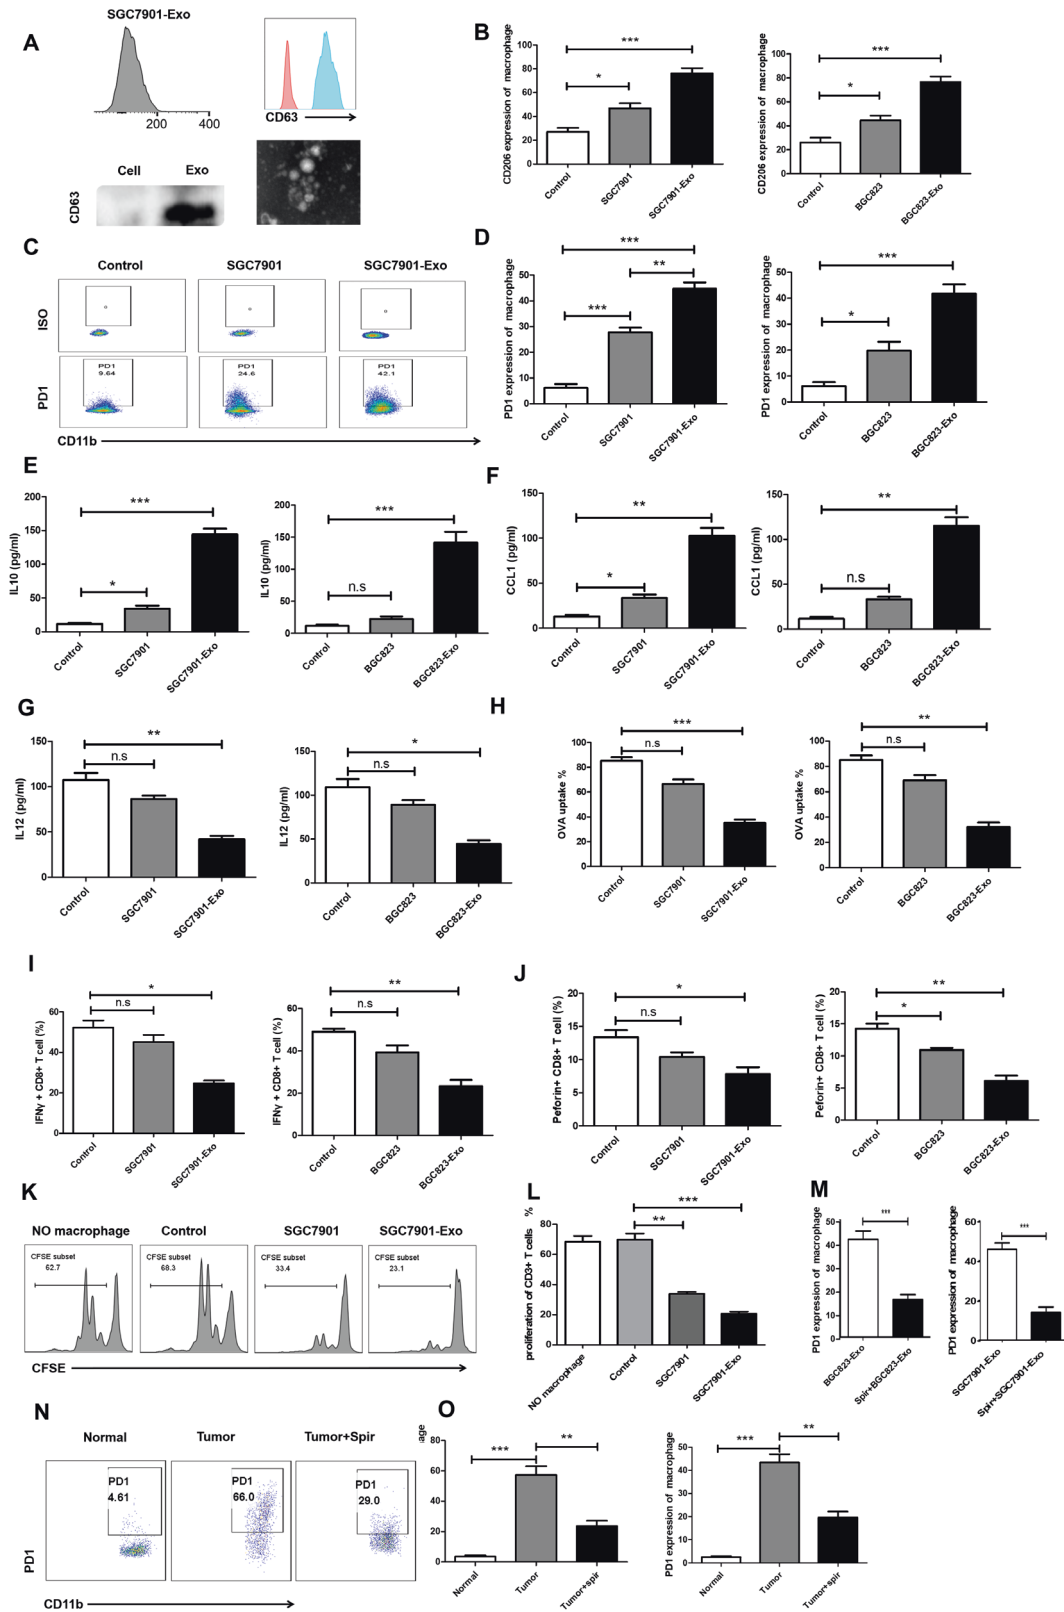 A
SGC7901-Exo
200
400
CD63
Cell
Exo
CD63
B
CD206 expression of macrophage
100
80
60
40
20
0
*
***
Control
SGC7901
SGC7901-Exo
CD206 expression of macrophage
100
80
60
40
20
0
*
***
Control
BGC823
BGC823-Exo
C
Control
SGC7901
SGC7901-Exo
ISO
PD1
PD1
9.64
PD1
24.6
PD1
42.1
CD11b
D
PD1 expression of macrophage
50
40
30
20
10
0
***
**
***
Control
SGC7901
SGC7901-Exo
PD1 expression of macrophage
50
40
30
20
10
0
***
*
Control
BGC823
BGC823-Exo
E
IL10 (pg/ml)
200
150
100
50
0
***
*
Control
SGC7901
SGC7901-Exo
IL10 (pg/ml)
200
150
100
50
0
***
n.s
Control
BGC823
BGC823-Exo
F
CCL1 (pg/ml)
150
100
50
0
**
*
Control
SGC7901
SGC7901-Exo
CCL1 (pg/ml)
150
100
50
0
**
n.s
Control
BGC823
BGC823-Exo
G
IL12 (pg/ml)
150
100
50
0
**
n.s
Control
SGC7901
SGC7901-Exo
IL12 (pg/ml)
150
100
50
0
*
n.s
Control
BGC823
BGC823-Exo
H
OVA uptake %
100
80
60
40
20
0
***
n.s
Control
SGC7901
SGC7901-Exo
OVA uptake %
100
80
60
40
20
0
**
n.s
Control
BGC823
BGC823-Exo
I
IFNγ + CD8+ T cell (%)
60
40
20
0
*
n.s
Control
SGC7901
SGC7901-Exo
IFNγ + CD8+ T cell (%)
60
40
20
0
**
n.s
Control
BGC823
BGC823-Exo
J
Peforin+ CD8+ T cell (%)
20
15
10
5
0
*
n.s
Control
SGC7901
SGC7901-Exo
Peforin+ CD8+ T cell (%)
20
15
10
5
0
**
*
Control
BGC823
BGC823-Exo
K
NO macrophage
Control
SGC7901
SGC7901-Exo
CFSE subset
62.7
CFSE subset
68.3
CFSE subset
33.4
CFSE subset
23.1
CFSE
L
proliferation of CD3+ T cells %
80
60
40
20
0
***
**
NO macrophage
Control
SGC7901
SGC7901-Exo
M
PD1 expression of macrophage
50
40
30
20
10
0
***
BGC823-Exo
Spir+BGC823-Exo
PD1 expression of macrophage
60
40
20
0
***
SGC7901-Exo
Spir+SGC7901-Exo
N
Normal
Tumor
Tumor+Spir
PD1
PD1
4.61
PD1
66.0
PD1
29.0
CD11b
O
80
60
40
20
0
***
**
Normal
Tumor
Tumor+spir
PD1 expression of macrophage
50
40
30
20
10
0
***
**
Normal
Tumor
Tumor+spir